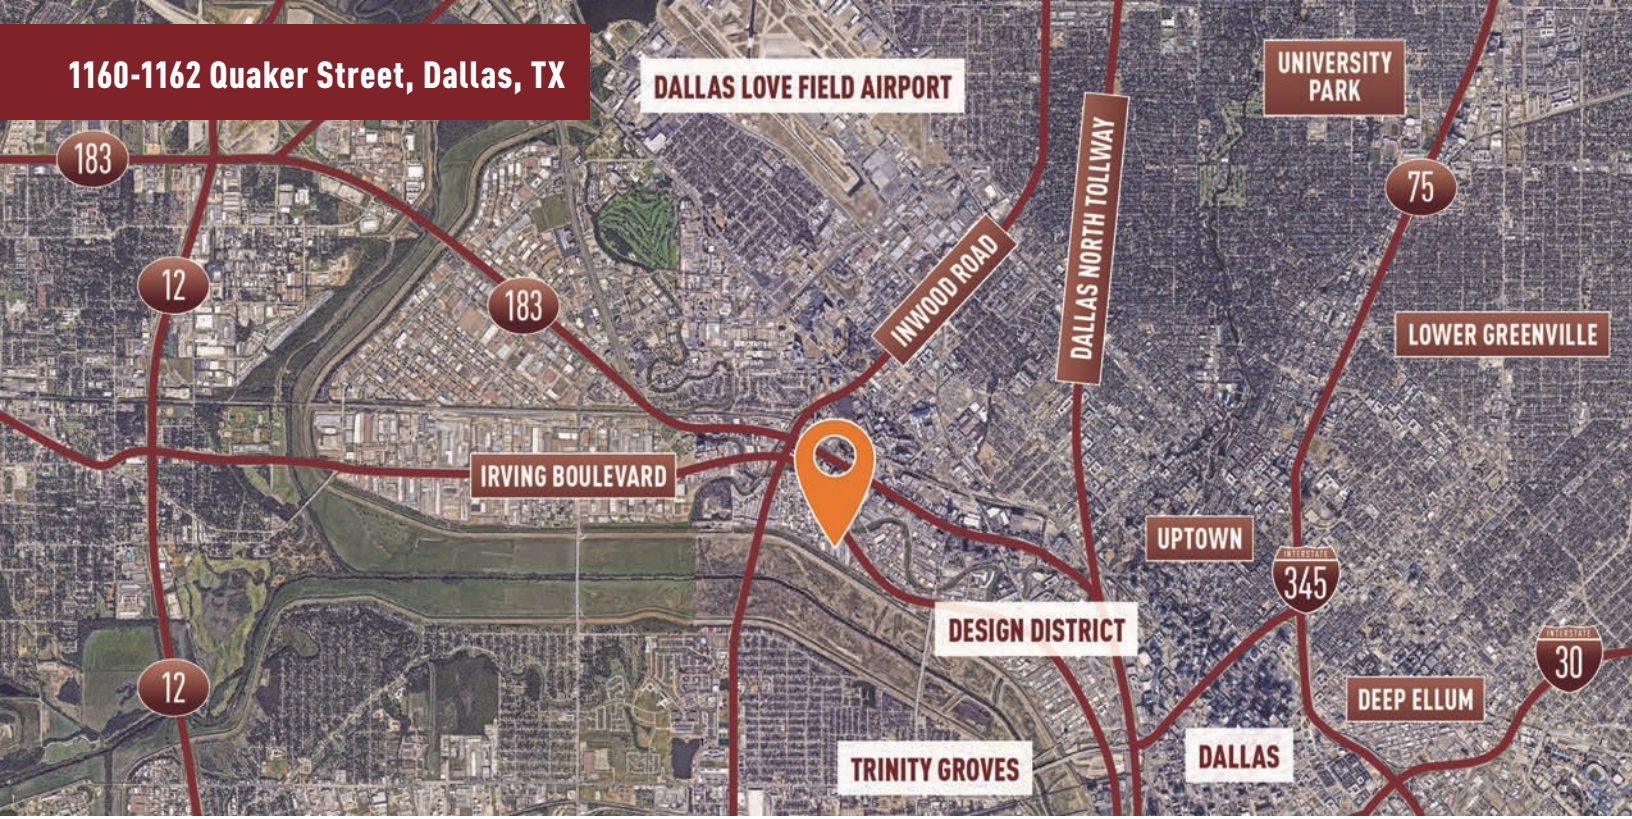 1160-1162 Quaker Street, Dallas, TX
DALLAS LOVE FIELD AIRPORT
UNIVERSITY
PARK
183
DALLAS NORTH TOLLWAY
75
12
INWOOD ROAD
183
LOWER GREENVILLE
IRVING BOULEVARD
UPTOWN
INTERSTATE
345
DESIGN DISTRICT
INTERSTATE
30
12
DEEP ELLUM
TRINITY GROVES
DALLAS